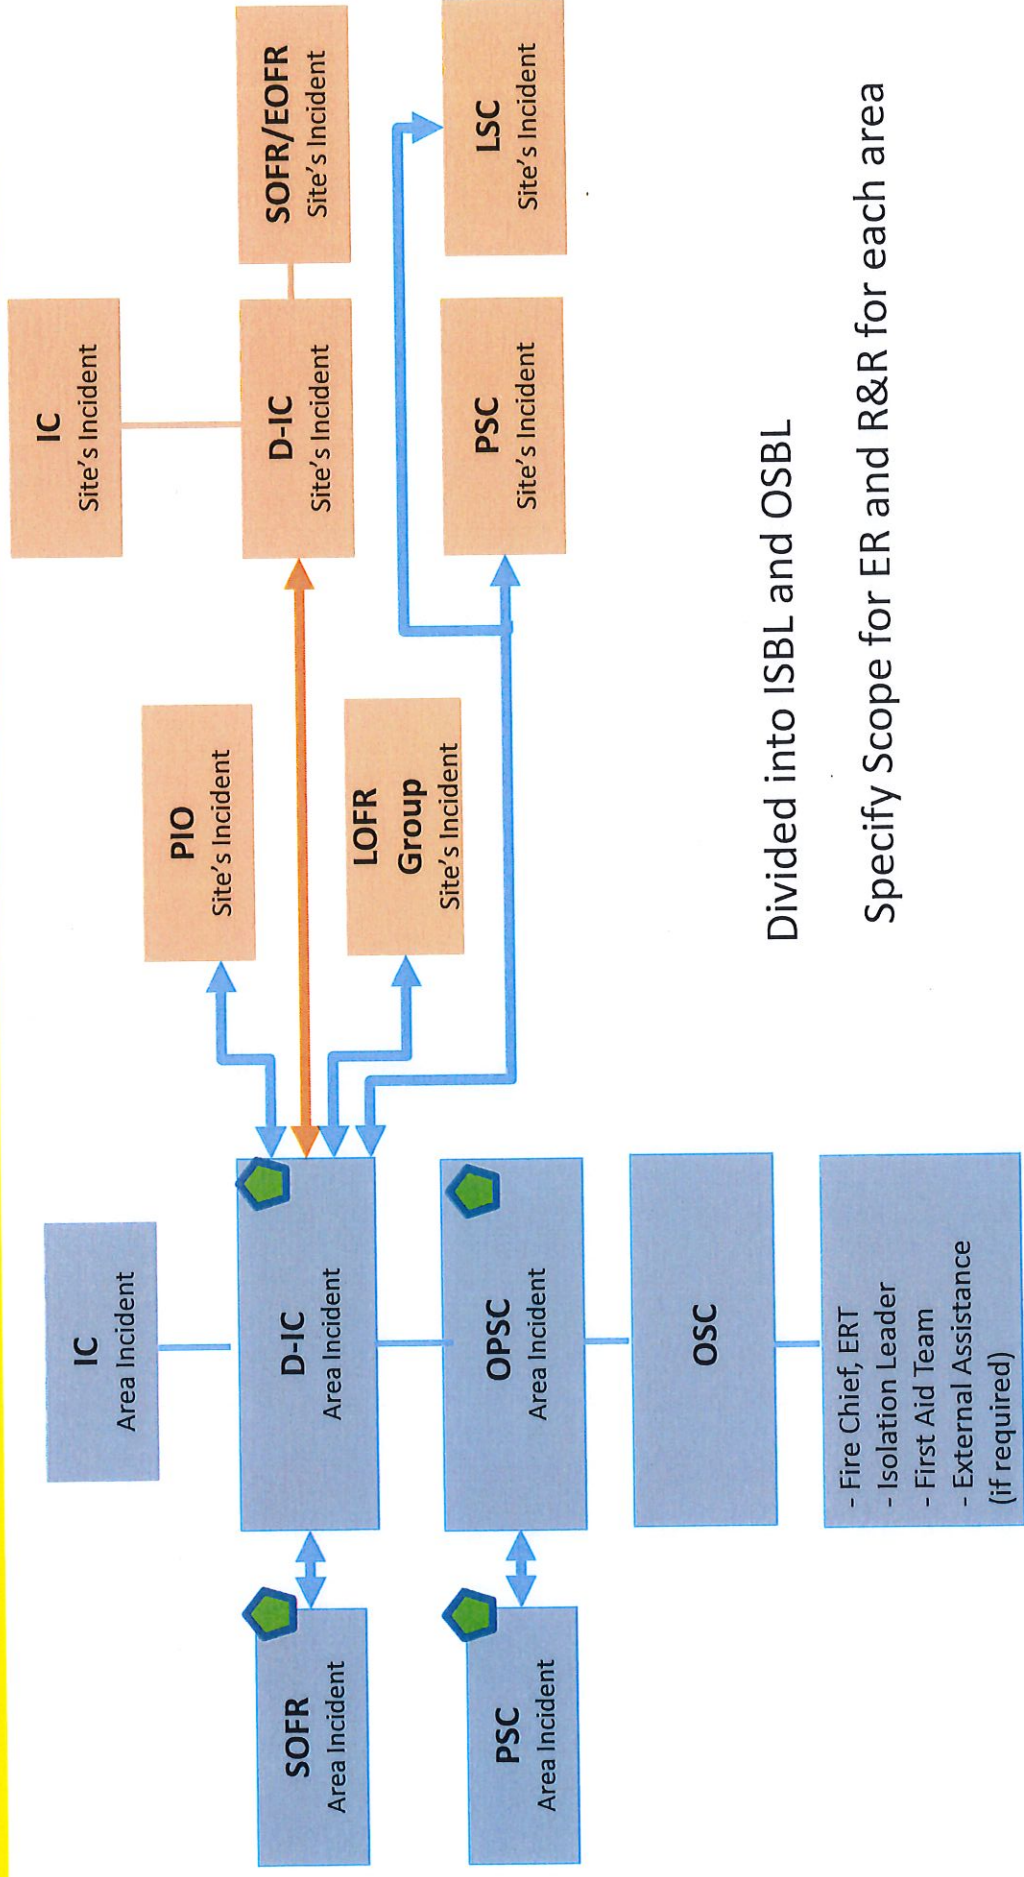 IC
Area Incident
SOFR
Area Incident
D-IC
Area Incident
PSC
Area Incident
OPSC
Area Incident
OSC
- Fire Chief, ERT
- Isolation Leader
- First Aid Team
- External Assistance
(if required)
PIO
Site's Incident
LOFR
Group
Site's Incident
IC
Site's Incident
D-IC
Site's Incident
SOFR/EOFR
Site's Incident
PSC
Site's Incident
LSC
Site's Incident
Divided into ISBL and OSBL
Specify Scope for ER and R&R for each area